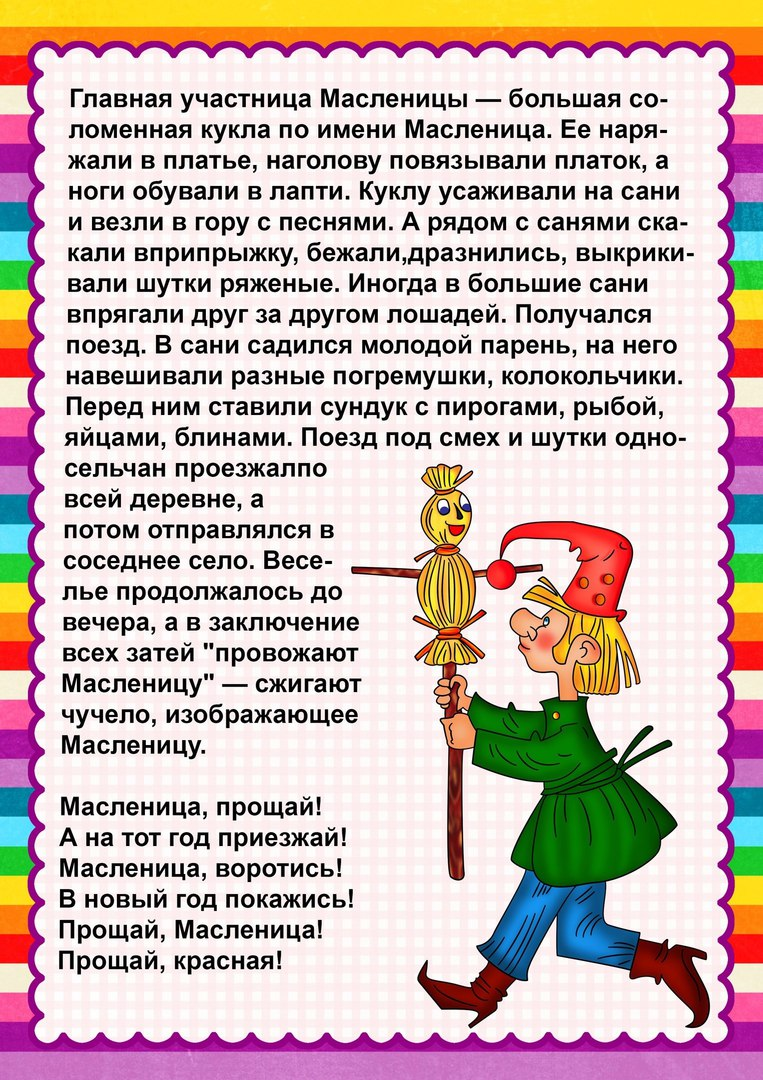 Главная участница Масленицы — большая со-
ломенная кукла по имени Масленица. Ее наря-
жали в платье, наголову повязывали платок, а
ноги обували в лапти. Куклу усаживали на сани
и везли в гору с песнями. А рядом с санями ска-
кали вприпрыжку, бежали,дразнились, выкрики-
вали шутки ряженые. Иногда в большие сани
впрягали друг за другом лошадей. Получался
поезд. В сани садился молодой парень, на него
навешивали разные погремушки, колокольчики.
Перед ним ставили сундук с пирогами, рыбой,
яйцами, блинами. Поезд под смех и шутки одно-
сельчан проезжалпо
всей деревне, а
потом отправлялся в
соседнее село. Весе-
лье продолжалось до
вечера, а в заключение
всех затей "провожают
Масленицу" — сжигают
чучело, изображающее
Масленицу.

Масленица, прощай!
А на тот год приезжай!
Масленица, воротись!
В новый год покажись!
Прощай, Масленица!
Прощай, красная!